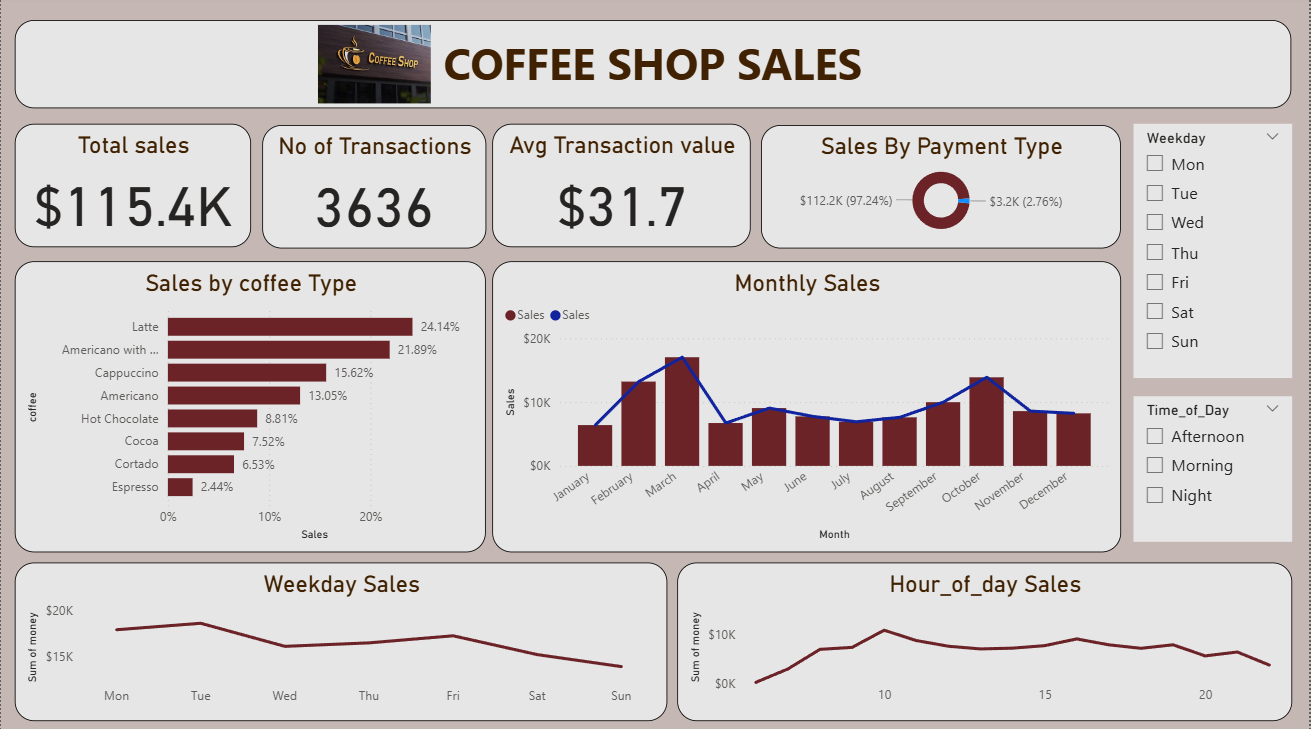 COFFEE SHOP
COFFEE SHOP SALES
Total sales
$115.4K
No of Transactions
3636
Avg Transaction value
$31.7
Sales By Payment Type
$112.2K (97.24%)
$3.2K (2.76%)
Weekday
Mon
Tue
Wed
Thu
Fri
Sat
Sun
Time_of_Day
Afternoon
Morning
Night
Sales by coffee Type
coffee
Latte 24.14%
Americano with ... 21.89%
Cappuccino 15.62%
Americano 13.05%
Hot Chocolate 8.81%
Cocoa 7.52%
Cortado 6.53%
Espresso 2.44%
0% 10% 20%
Sales
Monthly Sales
Sales Sales
Sales
$20K
$10K
$0K
January February March April May June July August September October November December
Month
Weekday Sales
Sum of money
$20K
$15K
Mon Tue Wed Thu Fri Sat Sun
Hour_of_day Sales
Sum of money
$10K
$0K
10 15 20